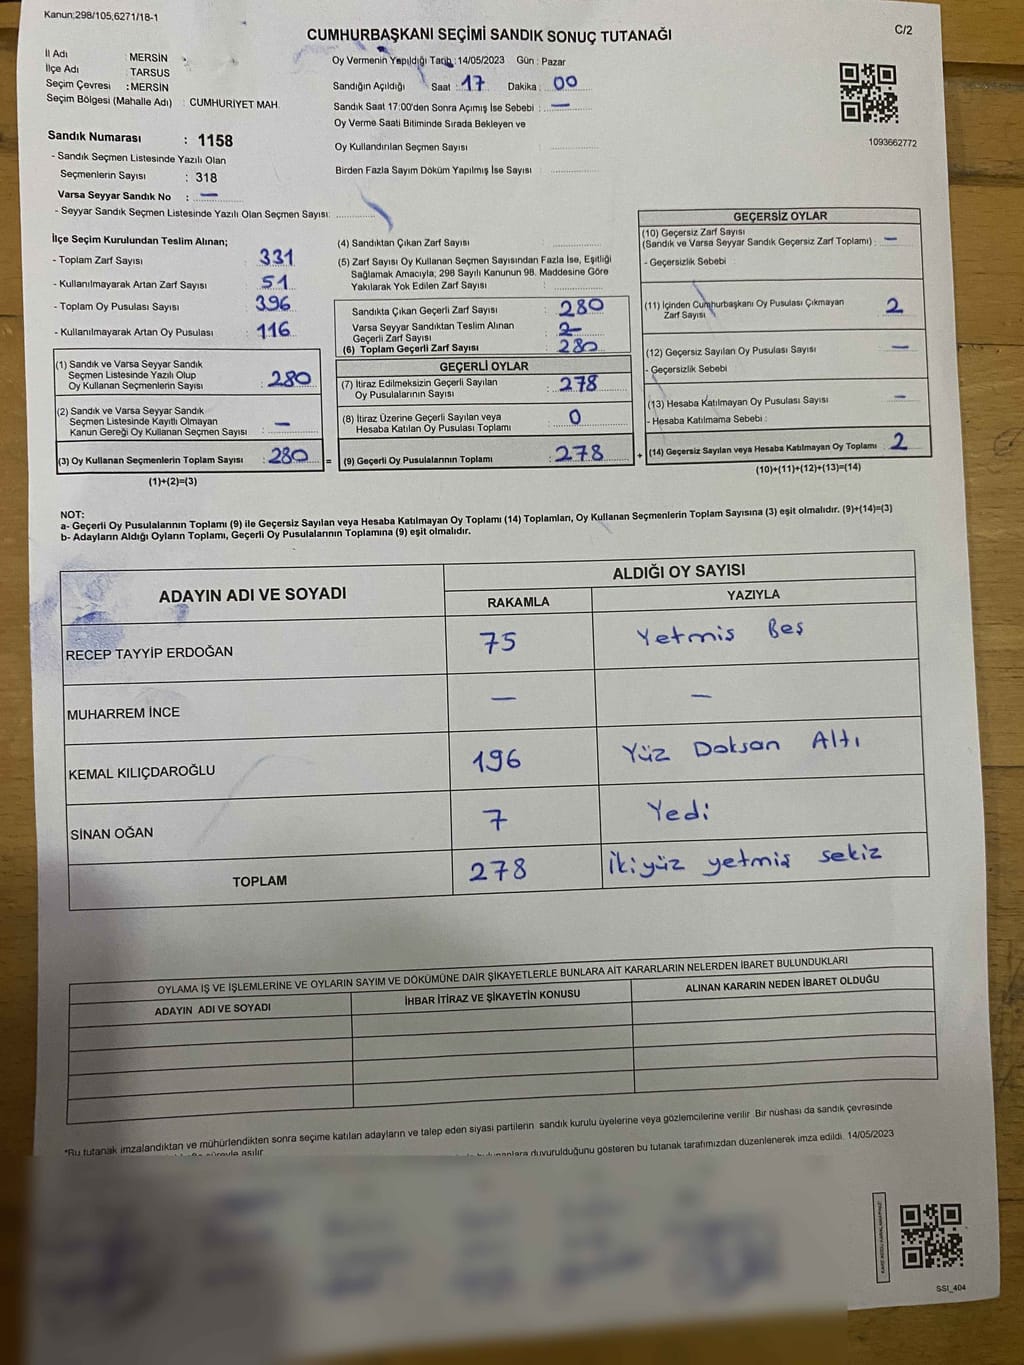 Kanun;298/105,6271/18-1
CUMHURBAŞKANI SEÇİMİ SANDIK SONUÇ TUTANAĞI
C/2
İl Adı : MERSİN
İlçe Adı : TARSUS
Seçim Çevresi : MERSİN
Seçim Bölgesi (Mahalle Adı) : CUMHURİYET MAH.
Oy Vermenin Yapıldığı Tarih : 14/05/2023 Gün : Pazar
Sandığın Açıldığı Saat : 17 Dakika : 00
Sandık Saat 17:00'den Sonra Açımış İse Sebebi : —
Oy Verme Saati Bitiminde Sırada Bekleyen ve
Oy Kullandırılan Seçmen Sayısı :
Birden Fazla Sayım Döküm Yapılmış İse Sayısı :
1093662772
Sandık Numarası : 1158
- Sandık Seçmen Listesinde Yazılı Olan
Seçmenlerin Sayısı : 318
Varsa Seyyar Sandık No : —
- Seyyar Sandık Seçmen Listesinde Yazılı Olan Seçmen Sayısı:
İlçe Seçim Kurulundan Teslim Alınan;
- Toplam Zarf Sayısı : 331
- Kullanılmayarak Artan Zarf Sayısı : 51
- Toplam Oy Pusulası Sayısı : 396
- Kullanılmayarak Artan Oy Pusulası : 116
(1) Sandık ve Varsa Seyyar Sandık
Seçmen Listesinde Yazılı Olup
Oy Kullanan Seçmenlerin Sayısı : 280
(2) Sandık ve Varsa Seyyar Sandık
Seçmen Listesinde Kayıtlı Olmayan
Kanun Gereği Oy Kullanan Seçmen Sayısı : —
(3) Oy Kullanan Seçmenlerin Toplam Sayısı : 280 =
(1)+(2)=(3)
(4) Sandıktan Çıkan Zarf Sayısı :
(5) Zarf Sayısı Oy Kullanan Seçmen Sayısından Fazla İse, Eşitliği
Sağlamak Amacıyla; 298 Sayılı Kanunun 98. Maddesine Göre
Yakılarak Yok Edilen Zarf Sayısı :
Sandıkta Çıkan Geçerli Zarf Sayısı : 280
Varsa Seyyar Sandıktan Teslim Alınan
Geçerli Zarf Sayısı :
(6) Toplam Geçerli Zarf Sayısı : 280
GEÇERLİ OYLAR
(7) İtiraz Edilmeksizin Geçerli Sayılan
Oy Pusulalarının Sayısı : 278
(8) İtiraz Üzerine Geçerli Sayılan veya
Hesaba Katılan Oy Pusulası Toplamı : 0
(9) Geçerli Oy Pusulalarının Toplamı : 278 +
GEÇERSİZ OYLAR
(10) Geçersiz Zarf Sayısı
(Sandık ve Varsa Seyyar Sandık Geçersiz Zarf Toplamı) : —
- Geçersizlik Sebebi :
(11) İçinden Cumhurbaşkanı Oy Pusulası Çıkmayan
Zarf Sayısı : 2
(12) Geçersiz Sayılan Oy Pusulası Sayısı : —
- Geçersizlik Sebebi :
(13) Hesaba Katılmayan Oy Pusulası Sayısı : —
- Hesaba Katılmama Sebebi :
(14) Geçersiz Sayılan veya Hesaba Katılmayan Oy Toplamı : 2
(10)+(11)+(12)+(13)=(14)
NOT:
a- Geçerli Oy Pusulalarının Toplamı (9) ile Geçersiz Sayılan veya Hesaba Katılmayan Oy Toplamı (14) Toplamları, Oy Kullanan Seçmenlerin Toplam Sayısına (3) eşit olmalıdır. (9)+(14)=(3)
b- Adayların Aldığı Oyların Toplamı, Geçerli Oy Pusulalarının Toplamına (9) eşit olmalıdır.
ADAYIN ADI VE SOYADI ALDIĞI OY SAYISI
RAKAMLA YAZIYLA
RECEP TAYYİP ERDOĞAN 75 Yetmis Beş
MUHARREM İNCE — —
KEMAL KILIÇDAROĞLU 196 Yüz Doksan Altı
SİNAN OĞAN 7 Yedi
TOPLAM 278 İkiyüz yetmiş sekiz
OYLAMA İŞ VE İŞLEMLERİNE VE OYLARIN SAYIM VE DÖKÜMÜNE DAİR ŞİKAYETLERLE BUNLARA AİT KARARLARIN NELERDEN İBARET BULUNDUKLARI
ADAYIN ADI VE SOYADI İHBAR İTİRAZ VE ŞİKAYETİN KONUSU ALINAN KARARIN NEDEN İBARET OLDUĞU
*Bu tutanak imzalandıktan ve mühürlendikten sonra seçime katılan adayların ve talep eden siyasi partilerin sandık kurulu üyelerine veya gözlemcilerine verilir. Bir nüshası da sandık çevresinde
süreyle asılır.
duyurulduğunu gösteren bu tutanak tarafımızdan düzenlenerek imza edildi. 14/05/2023
SSI_404